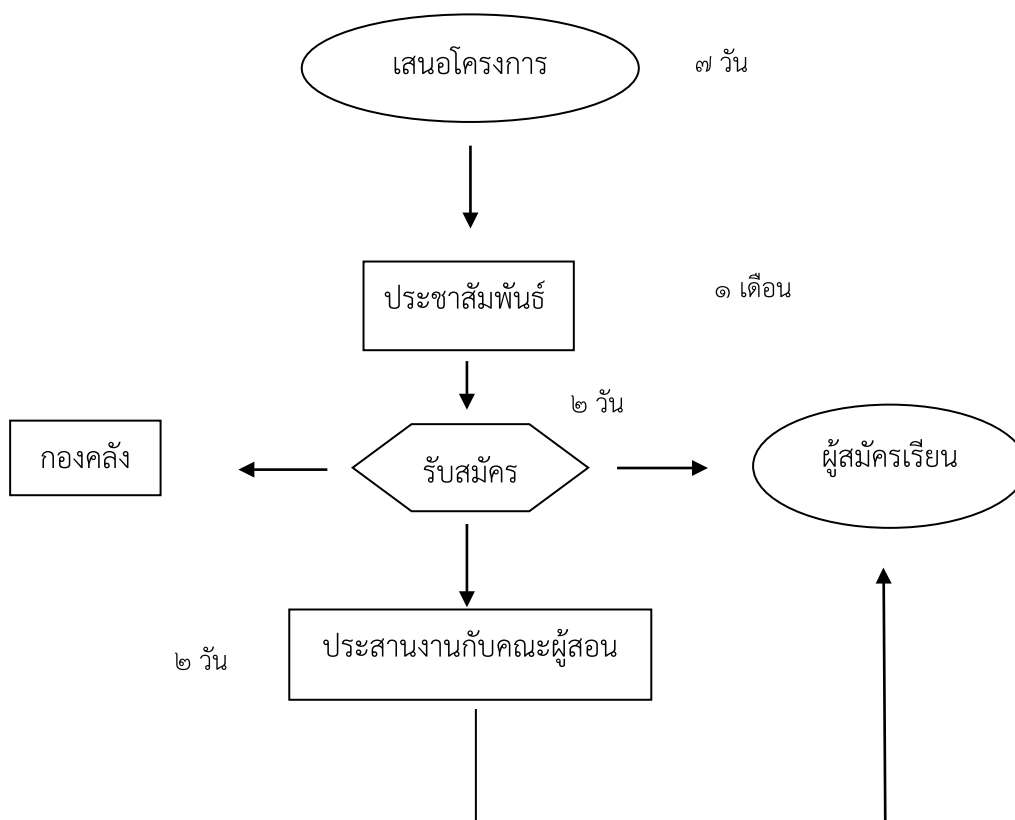 เสนอโครงการ
๗ วัน
ประชาสัมพันธ์
๑ เดือน
๒ วัน
กองคลัง
รับสมัคร
ผู้สมัครเรียน
ประสานงานกับคณะผู้สอน
๒ วัน